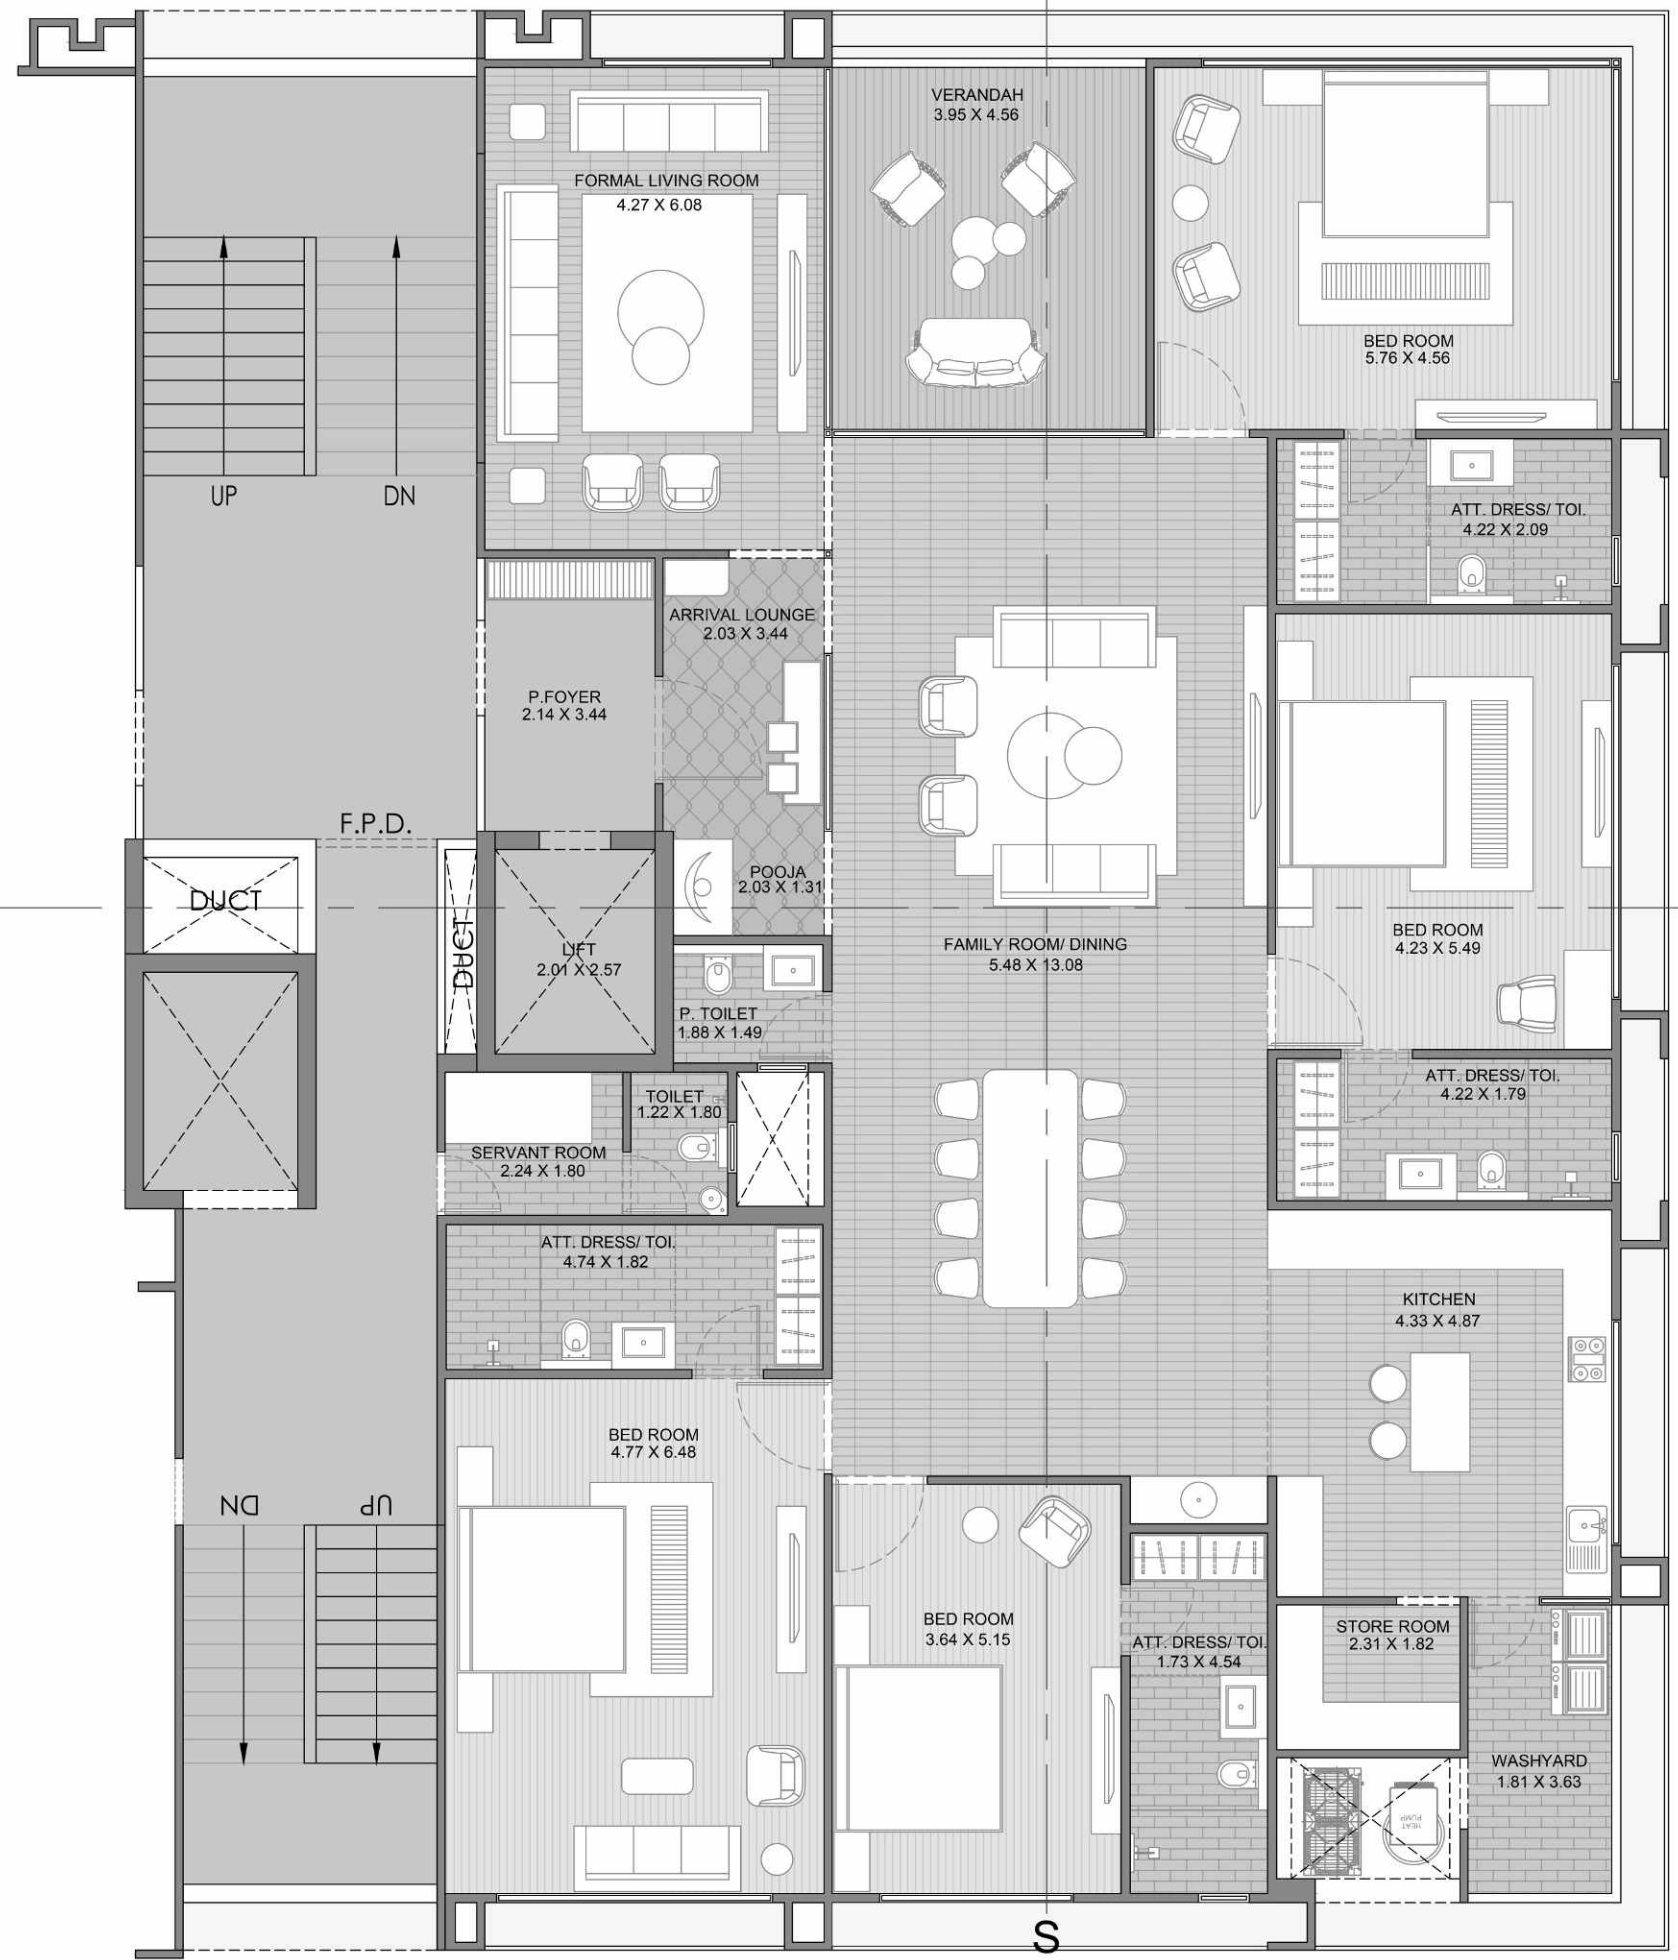 VERANDAH
3.95 X 4.56
FORMAL LIVING ROOM
4.27 X 6.08
BED ROOM
5.76 X 4.56
UP
DN
ATT. DRESS/ TOI.
4.22 X 2.09
ARRIVAL LOUNGE
2.03 X 3.44
P.FOYER
2.14 X 3.44
F.P.D.
DUCT
DUCT
LIFT
2.01 X 2.57
POOJA
2.03 X 1.31
FAMILY ROOM/ DINING
5.48 X 13.08
BED ROOM
4.23 X 5.49
P. TOILET
1.88 X 1.49
ATT. DRESS/ TOI.
4.22 X 1.79
TOILET
1.22 X 1.80
SERVANT ROOM
2.24 X 1.80
ATT. DRESS/ TOI.
4.74 X 1.82
KITCHEN
4.33 X 4.87
BED ROOM
4.77 X 6.48
DN
UP
BED ROOM
3.64 X 5.15
ATT. DRESS/ TOI.
1.73 X 4.54
STORE ROOM
2.31 X 1.82
WASHYARD
1.81 X 3.63
HEAT
PUMP
S